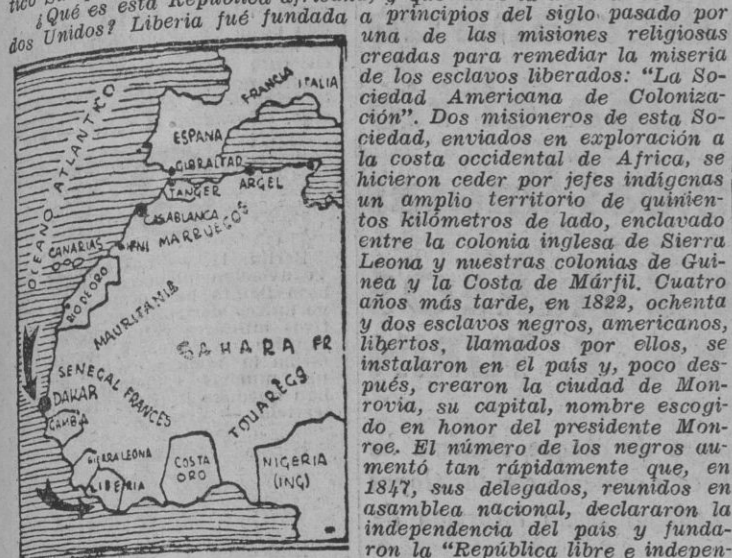 ¿Qué es esta República
dos Unidos? Liberia fué fundada a principios del siglo pasado por
una de las misiones religiosas
creadas para remediar la miseria
de los esclavos liberados: "La So-
ciedad Americana de Coloniza-
ción". Dos misioneros de esta So-
ciedad, enviados en exploración a
la costa occidental de Africa, se
hicieron ceder por jefes indígenas
un amplio territorio de quinien-
tos kilómetros de lado, enclavado
entre la colonia inglesa de Sierra
Leona y nuestras colonias de Gui-
nea y la Costa de Márfil. Cuatro
años más tarde, en 1822, ochenta
y dos esclavos negros, americanos,
libertos, llamados por ellos, se
instalaron en el país y, poco des-
pués, crearon la ciudad de Mon-
rovia, su capital, nombre escogi-
do en honor del presidente Mon-
roe. El número de los negros au-
mentó tan rápidamente que, en
1847, sus delegados, reunidos en
asamblea nacional, declararon la
independencia del país y funda-
ron la "República libre e indepen-
OCEANO ATLANTICO
FRANCIA
ITALIA
ESPAÑA
GIBRALTAD
TANGER
ARGEL
CASABLANCA
MARRUECOS
CANARIAS
IFNI
RIO DE ORO
MAURITANIA
SAHARA FR
SENEGAL FRANCES
TOUAREGS
DAKAR
GAMBIA
SIERRALEONA
LIBERIA
COSTA
ORO
NIGERIA
(ING)